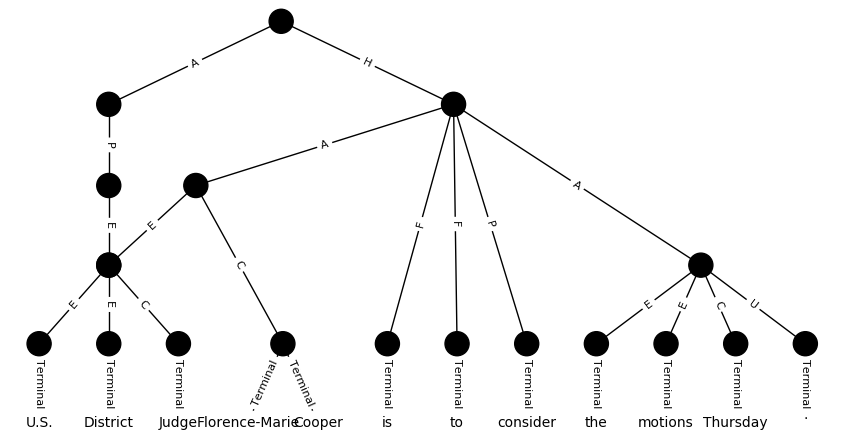 A H
P A A
E E C F F P
E E C E E C U
Terminal Terminal Terminal Terminal Terminal Terminal Terminal Terminal Terminal Terminal Terminal Terminal
U.S. District Judge Florence-Marie Cooper is to consider the motions Thursday .